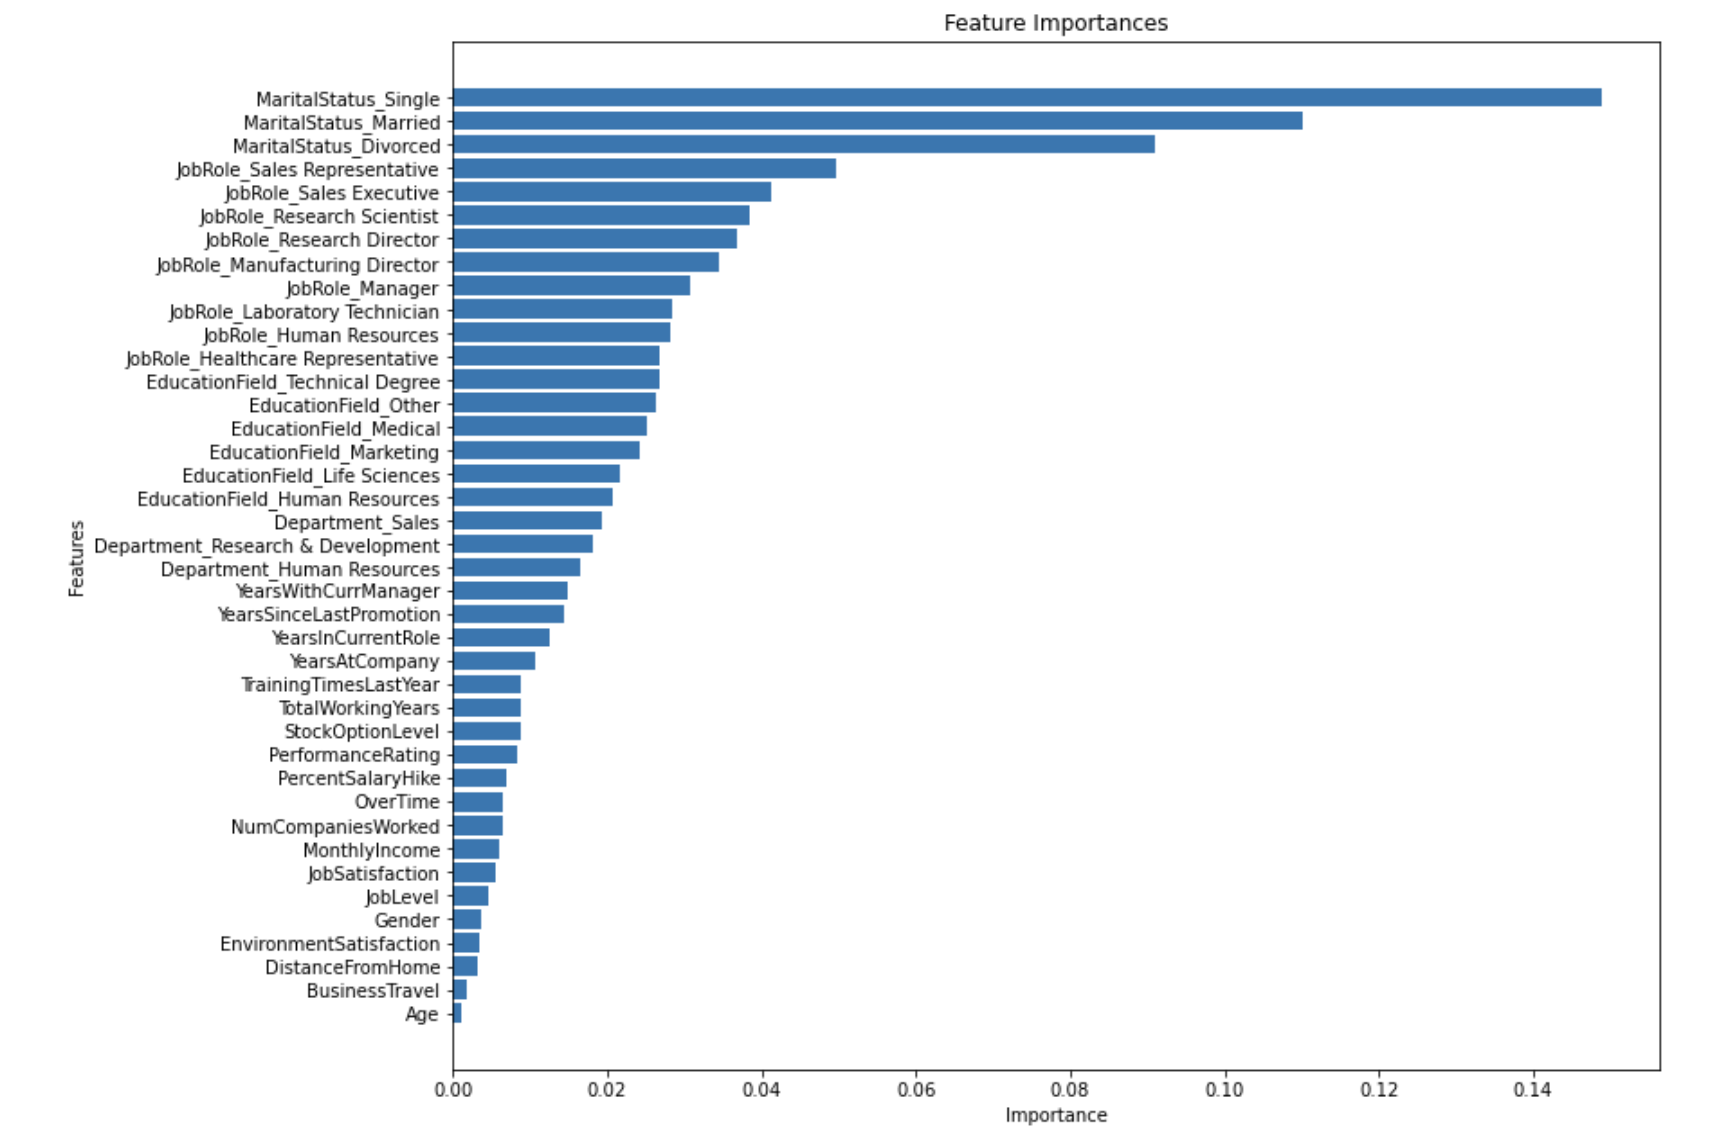 Feature Importances
MaritalStatus_Single
MaritalStatus_Married
MaritalStatus_Divorced
JobRole_Sales Representative
JobRole_Sales Executive
JobRole_Research Scientist
JobRole_Research Director
JobRole_Manufacturing Director
JobRole_Manager
JobRole_Laboratory Technician
JobRole_Human Resources
JobRole_Healthcare Representative
EducationField_Technical Degree
EducationField_Other
EducationField_Medical
EducationField_Marketing
EducationField_Life Sciences
EducationField_Human Resources
Department_Sales
Department_Research & Development
Department_Human Resources
YearsWithCurrManager
YearsSinceLastPromotion
YearsInCurrentRole
YearsAtCompany
TrainingTimesLastYear
TotalWorkingYears
StockOptionLevel
PerformanceRating
PercentSalaryHike
OverTime
NumCompaniesWorked
MonthlyIncome
JobSatisfaction
JobLevel
Gender
EnvironmentSatisfaction
DistanceFromHome
BusinessTravel
Age
Features
0.00 0.02 0.04 0.06 0.08 0.10 0.12 0.14
Importance